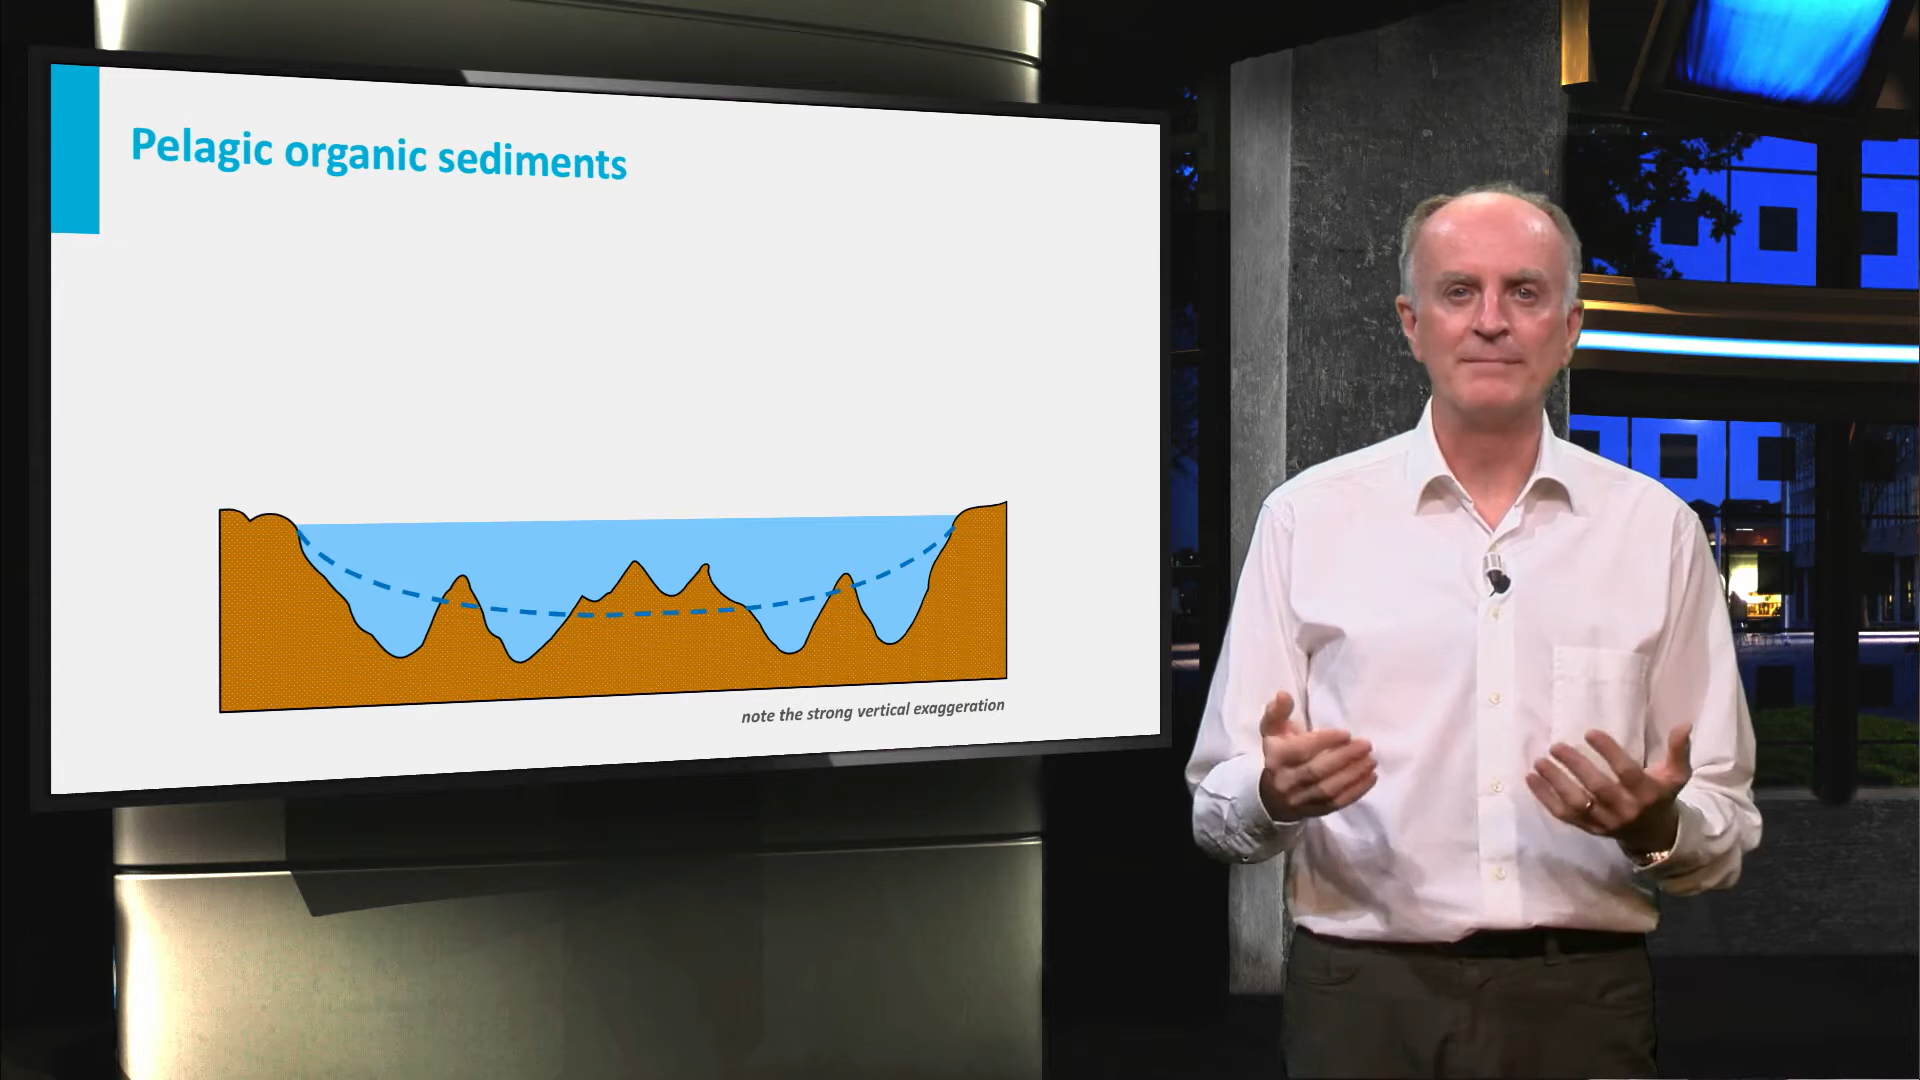 Pelagic organic sediments
note the strong vertical exaggeration